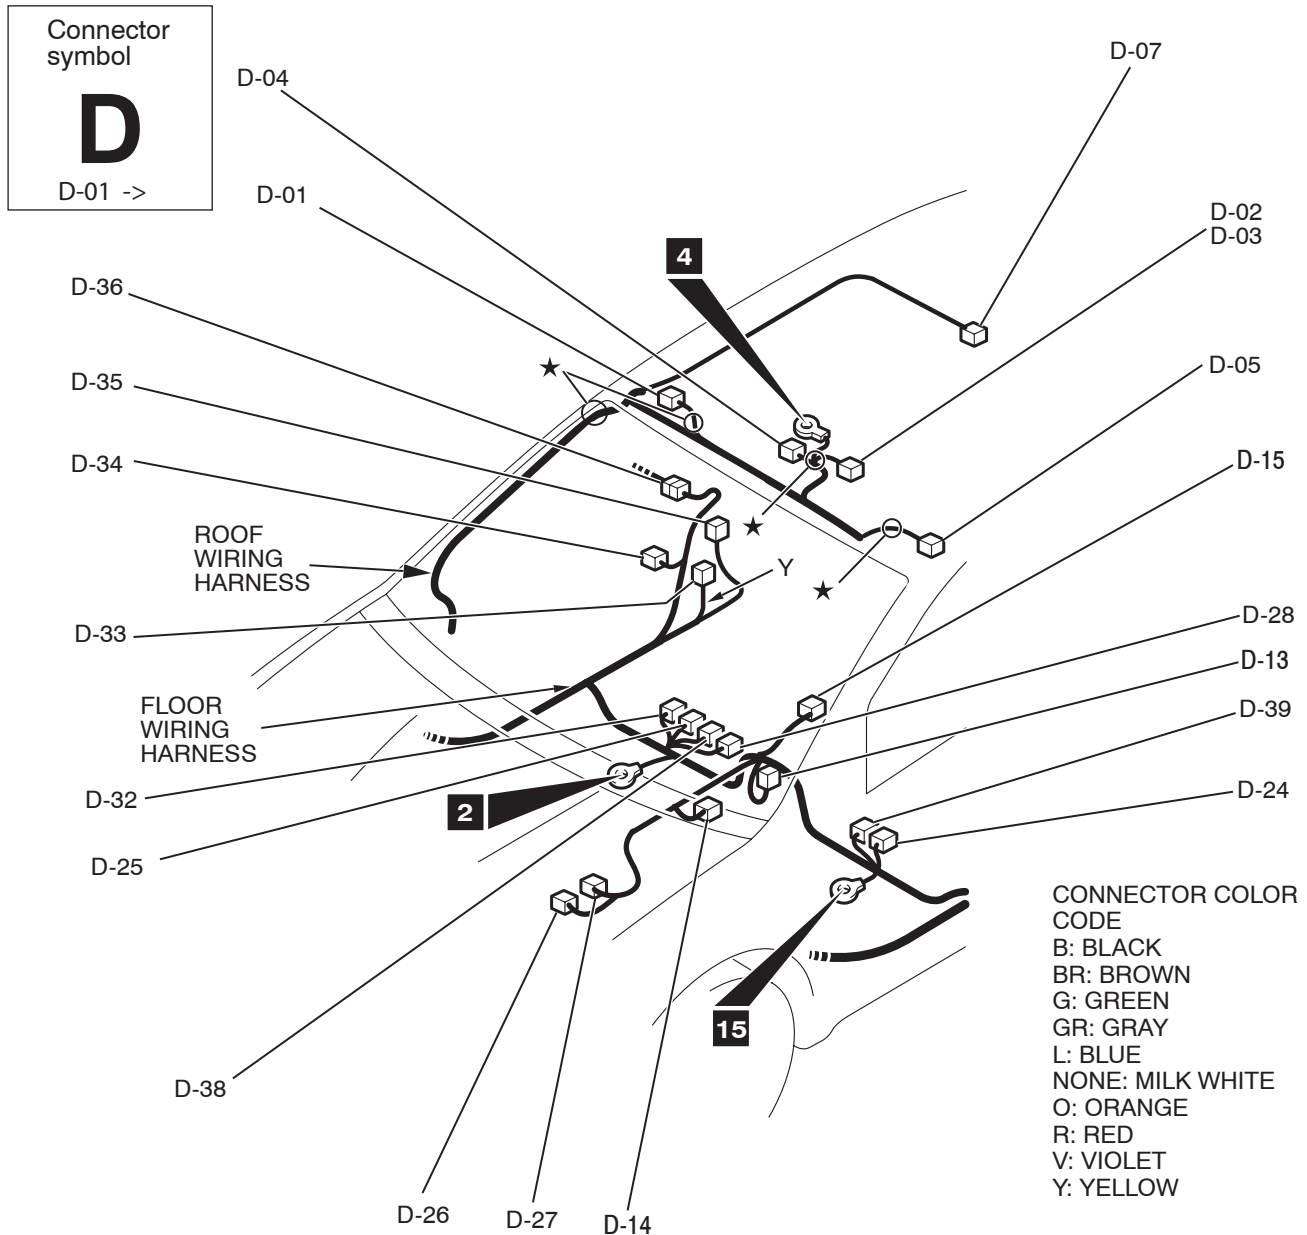 Connector
symbol
D
D-01 ->
D-04
D-07
D-01
D-02
D-03
4
D-36
★
D-35
D-05
D-34
D-15
★
ROOF
WIRING
HARNESS
Y
★
D-33
D-28
D-13
FLOOR
WIRING
HARNESS
D-39
D-32
2
D-24
D-25
15
D-38
D-26
D-27
D-14
CONNECTOR COLOR
CODE
B: BLACK
BR: BROWN
G: GREEN
GR: GRAY
L: BLUE
NONE: MILK WHITE
O: ORANGE
R: RED
V: VIOLET
Y: YELLOW